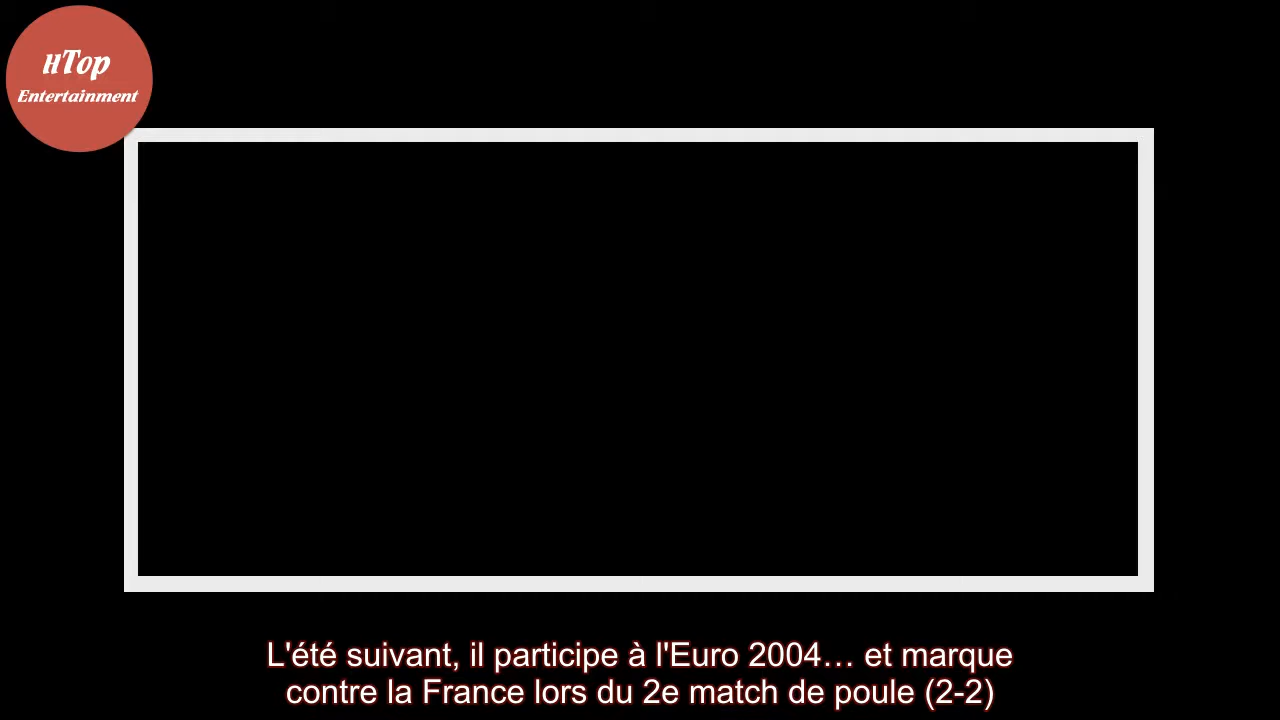 HTop
Entertainment
L'été suivant, il participe à l'Euro 2004… et marque
contre la France lors du 2e match de poule (2-2)